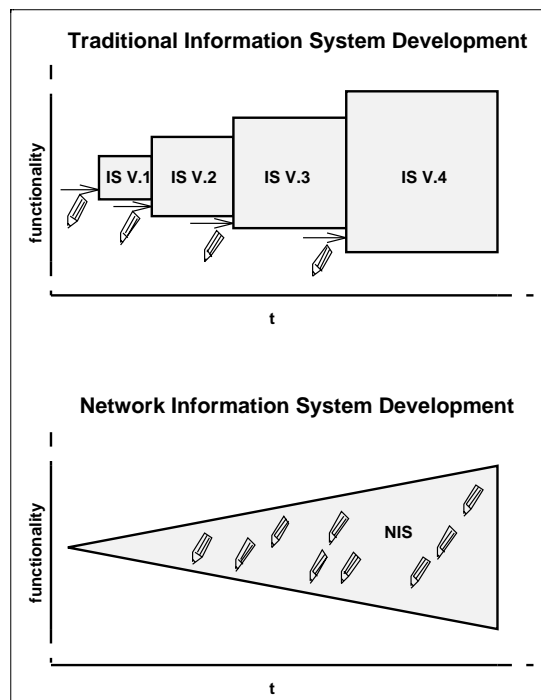 Traditional Information System Development
functionality
IS V.1
IS V.2
IS V.3
IS V.4
t
Network Information System Development
functionality
NIS
t